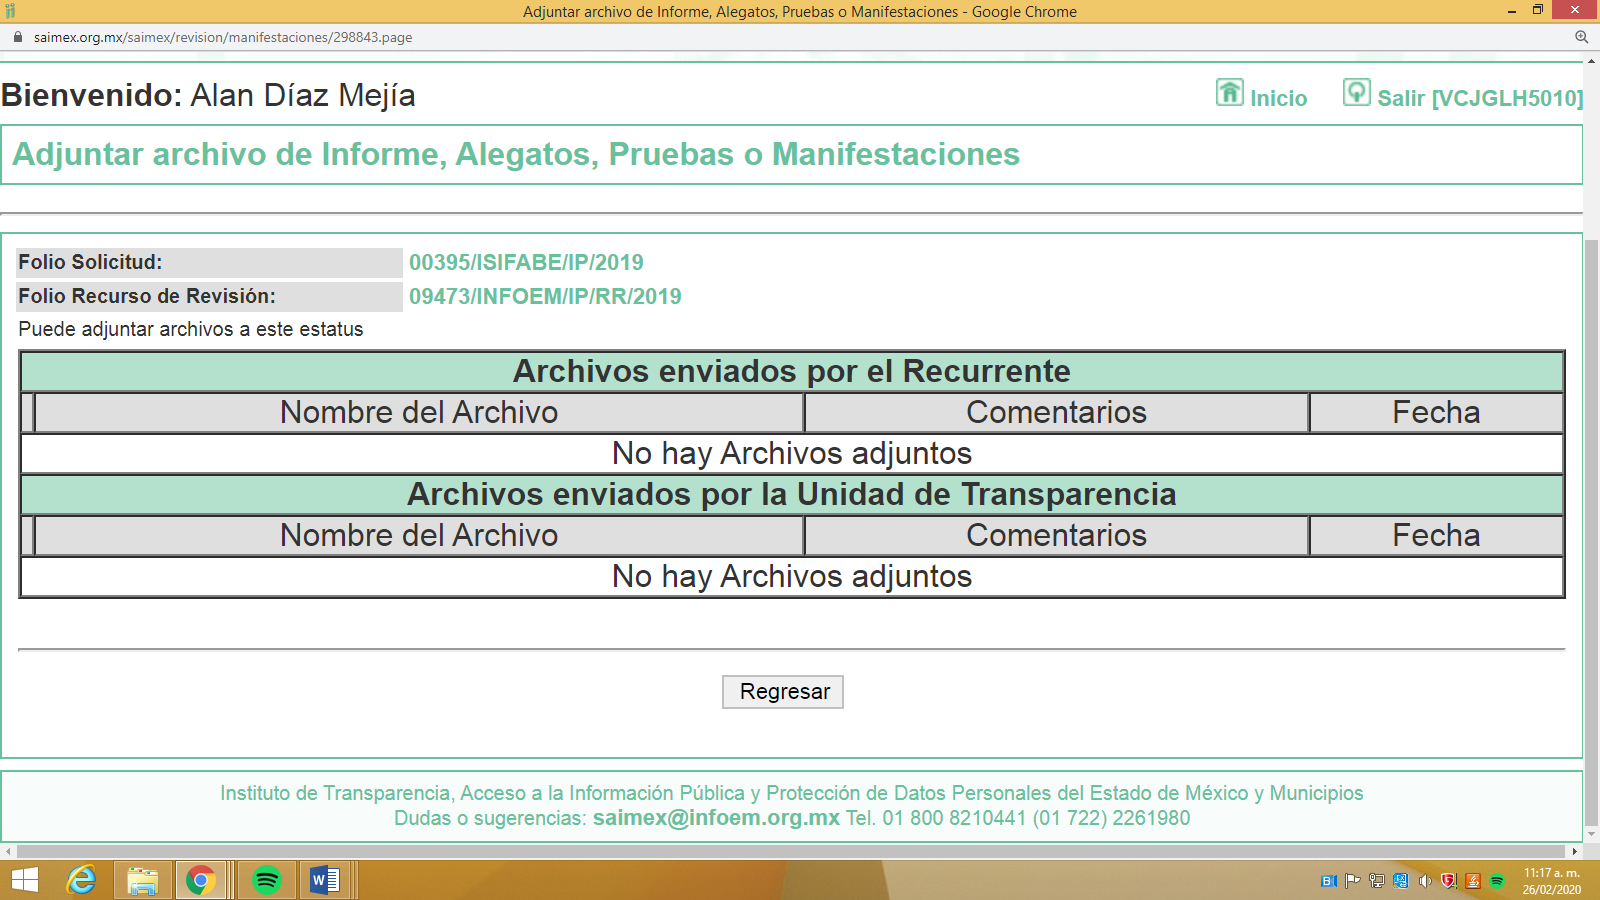 Adjuntar archivo de Informe, Alegatos, Pruebas o Manifestaciones - Google Chrome
saimex.org.mx/saimex/revision/manifestaciones/298843.page
Bienvenido: Alan Díaz Mejía
Inicio
Salir [VCJGLH5010]
Adjuntar archivo de Informe, Alegatos, Pruebas o Manifestaciones
Folio Solicitud: 00395/ISIFABE/IP/2019
Folio Recurso de Revisión: 09473/INFOEM/IP/RR/2019
Puede adjuntar archivos a este estatus
Archivos enviados por el Recurrente
Nombre del Archivo Comentarios Fecha
No hay Archivos adjuntos
Archivos enviados por la Unidad de Transparencia
Nombre del Archivo Comentarios Fecha
No hay Archivos adjuntos
Regresar
Instituto de Transparencia, Acceso a la Información Pública y Protección de Datos Personales del Estado de México y Municipios
Dudas o sugerencias: saimex@infoem.org.mx Tel. 01 800 8210441 (01 722) 2261980
11:17 a. m.
26/02/2020